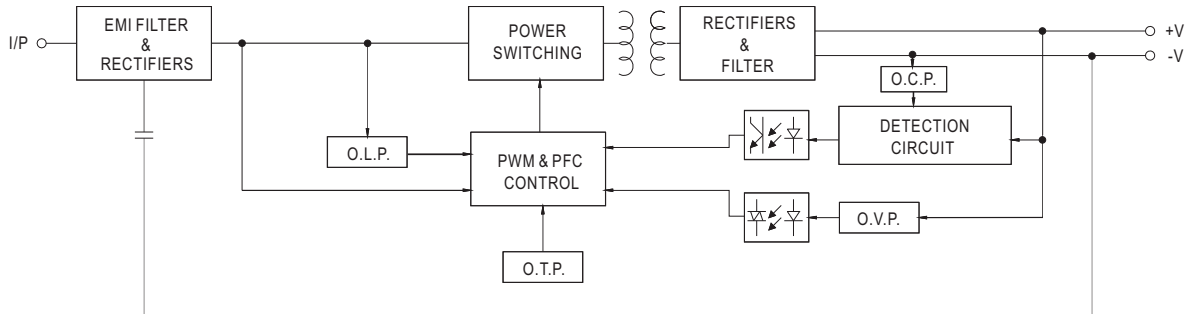 I/P
EMI FILTER
&
RECTIFIERS
POWER
SWITCHING
RECTIFIERS
&
FILTER
+V
-V
O.C.P.
DETECTION
CIRCUIT
O.L.P.
PWM & PFC
CONTROL
O.V.P.
O.T.P.